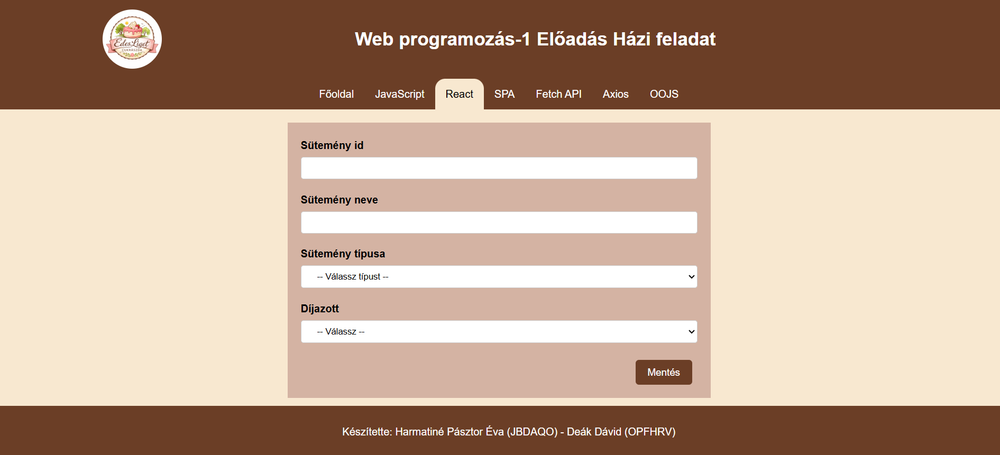 ÉdesLiget
CUKRÁSZDA
Web programozás-1 Előadás Házi feladat
Főoldal JavaScript React SPA Fetch API Axios OOJS
Sütemény id
Sütemény neve
Sütemény típusa
-- Válassz típust --
Díjazott
-- Válassz --
Mentés
Készítette: Harmatiné Pásztor Éva (JBDAQO) - Deák Dávid (OPFHRV)